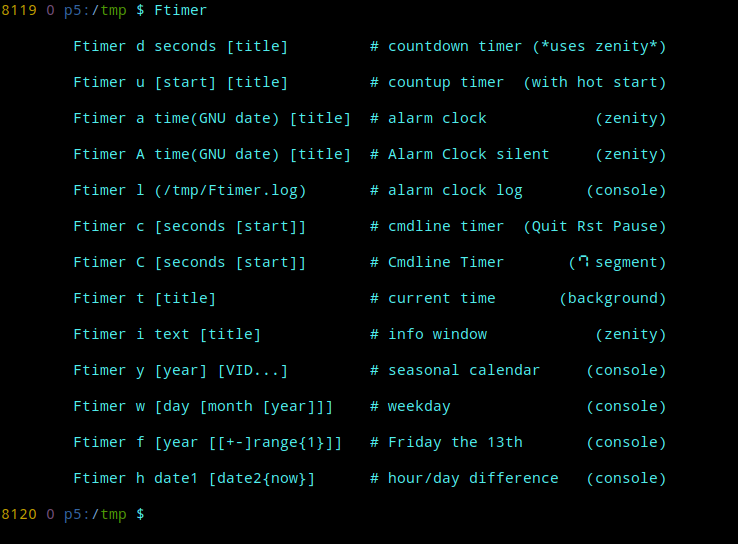 8119 0 p5:/tmp $ Ftimer
Ftimer d seconds [title] # countdown timer (*uses zenity*)
Ftimer u [start] [title] # countup timer (with hot start)
Ftimer a time(GNU date) [title] # alarm clock (zenity)
Ftimer A time(GNU date) [title] # Alarm Clock silent (zenity)
Ftimer l (/tmp/Ftimer.log) # alarm clock log (console)
Ftimer c [seconds [start]] # cmdline timer (Quit Rst Pause)
Ftimer C [seconds [start]] # Cmdline Timer (7 segment)
Ftimer t [title] # current time (background)
Ftimer i text [title] # info window (zenity)
Ftimer y [year] [VID...] # seasonal calendar (console)
Ftimer w [day [month [year]]] # weekday (console)
Ftimer f [year [[+-]range{1}]] # Friday the 13th (console)
Ftimer h date1 [date2{now}] # hour/day difference (console)
8120 0 p5:/tmp $